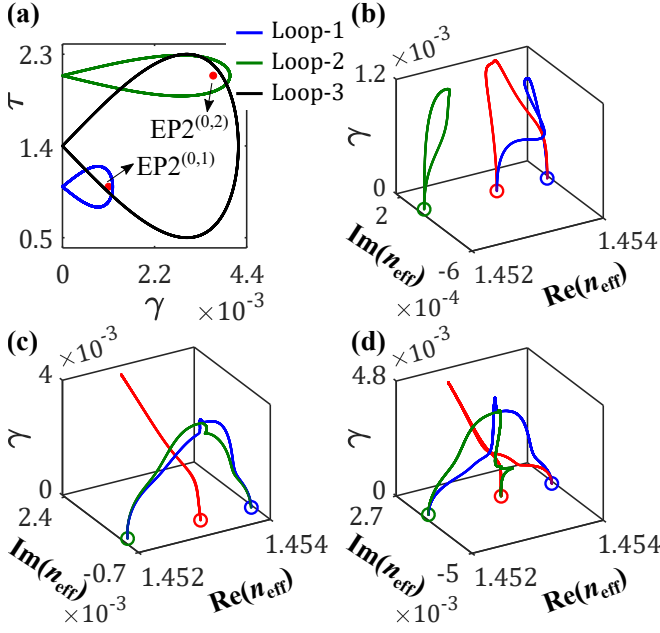 (a)
Loop-1
Loop-2
Loop-3
2.3
1.4
0.5
τ
EP2^(0,2)
EP2^(0,1)
0
2.2
4.4
γ
×10⁻³
(b)
×10⁻³
1.2
γ
0
2
Im(n_eff)
-6
×10⁻⁴
1.452
1.454
Re(n_eff)
(c)
×10⁻³
4
γ
0
2.4
Im(n_eff)
-0.7
×10⁻³
1.452
1.454
Re(n_eff)
(d)
×10⁻³
4.8
γ
0
2.7
Im(n_eff)
-5
×10⁻³
1.452
1.454
Re(n_eff)